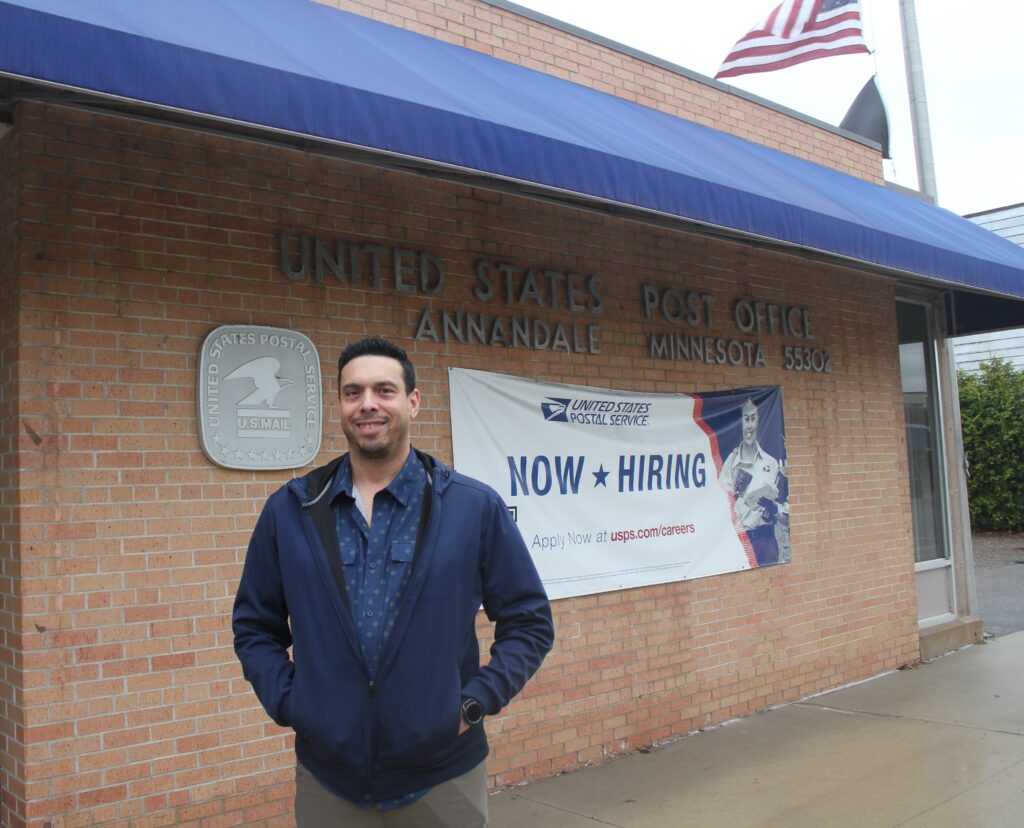 UNITED STATES POST OFFICE
ANNANDALE MINNESOTA 55302
UNITED STATES POSTAL SERVICE
U.S.MAIL
UNITED STATES
POSTAL SERVICE
NOW ★ HIRING
Apply Now at usps.com/careers